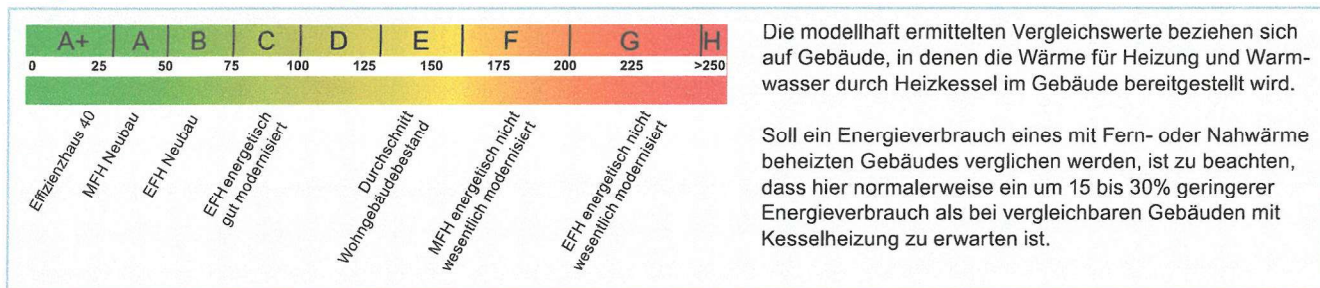 A+ A B C D E F G H
0 25 50 75 100 125 150 175 200 225 >250
Effizienzhaus 40
MFH Neubau
EFH Neubau
EFH energetisch
gut modernisiert
Durchschnitt
Wohngebäudebestand
MFH energetisch nicht
wesentlich modernisiert
EFH energetisch nicht
wesentlich modernisiert
Die modellhaft ermittelten Vergleichswerte beziehen sich
auf Gebäude, in denen die Wärme für Heizung und Warm-
wasser durch Heizkessel im Gebäude bereitgestellt wird.
Soll ein Energieverbrauch eines mit Fern- oder Nahwärme
beheizten Gebäudes verglichen werden, ist zu beachten,
dass hier normalerweise ein um 15 bis 30% geringerer
Energieverbrauch als bei vergleichbaren Gebäuden mit
Kesselheizung zu erwarten ist.